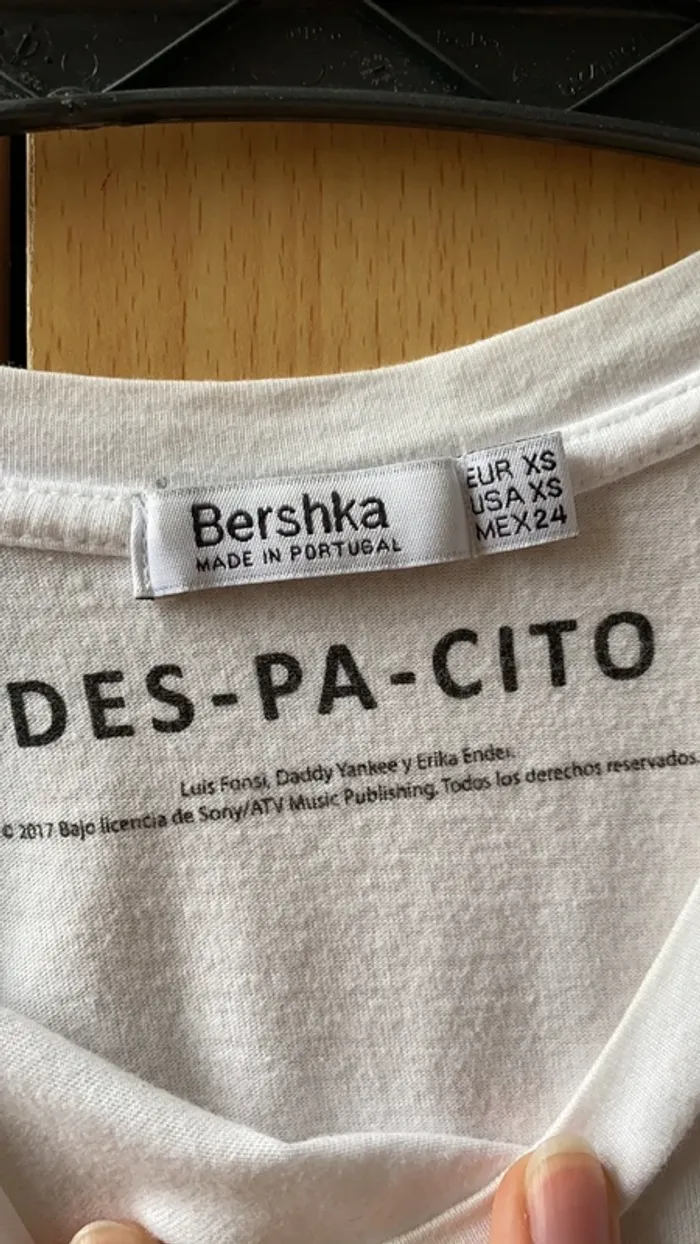 Bershka
MADE IN PORTUGAL
EUR XS
USA XS
MEX 24
DES-PA-CITO
Luis Fonsi, Daddy Yankee y Erika Ender.
© 2017 Bajo licencia de Sony/ATV Music Publishing. Todos los derechos reservados.